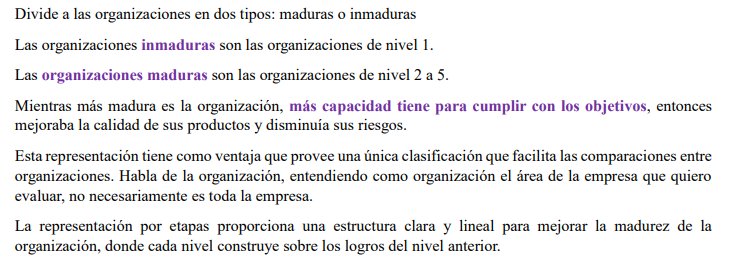 Divide a las organizaciones en dos tipos: maduras o inmaduras
Las organizaciones inmaduras son las organizaciones de nivel 1.
Las organizaciones maduras son las organizaciones de nivel 2 a 5.
Mientras más madura es la organización, más capacidad tiene para cumplir con los objetivos, entonces
mejoraba la calidad de sus productos y disminuía sus riesgos.
Esta representación tiene como ventaja que provee una única clasificación que facilita las comparaciones entre
organizaciones. Habla de la organización, entendiendo como organización el área de la empresa que quiero
evaluar, no necesariamente es toda la empresa.
La representación por etapas proporciona una estructura clara y lineal para mejorar la madurez de la
organización, donde cada nivel construye sobre los logros del nivel anterior.